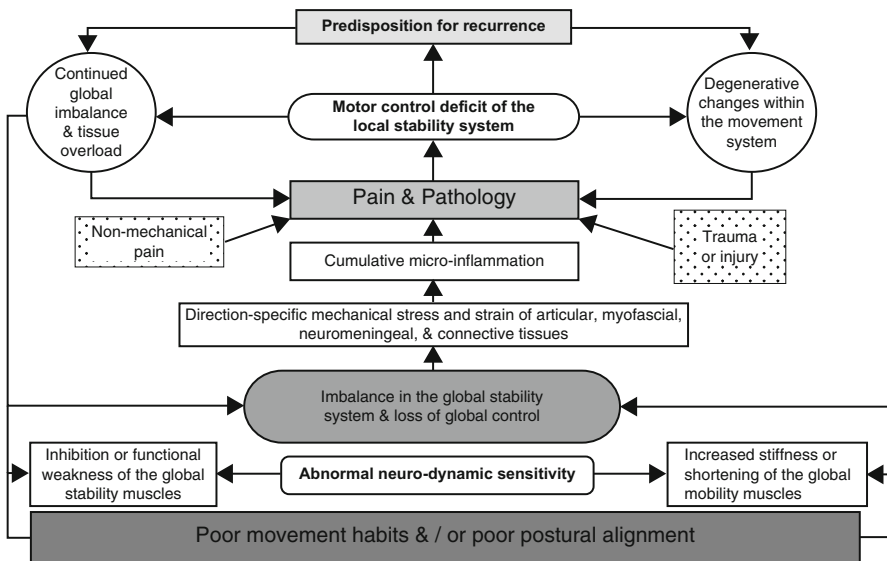 Predisposition for recurrence
Continued
global
imbalance
& tissue
overload
Motor control deficit of the
local stability system
Degenerative
changes within
the movement
system
Pain & Pathology
Non-mechanical
pain
Trauma
or injury
Cumulative micro-inflammation
Direction-specific mechanical stress and strain of articular, myofascial,
neuromeningeal, & connective tissues
Imbalance in the global stability
system & loss of global control
Inhibition or functional
weakness of the global
stability muscles
Abnormal neuro-dynamic sensitivity
Increased stiffness or
shortening of the global
mobility muscles
Poor movement habits & / or poor postural alignment